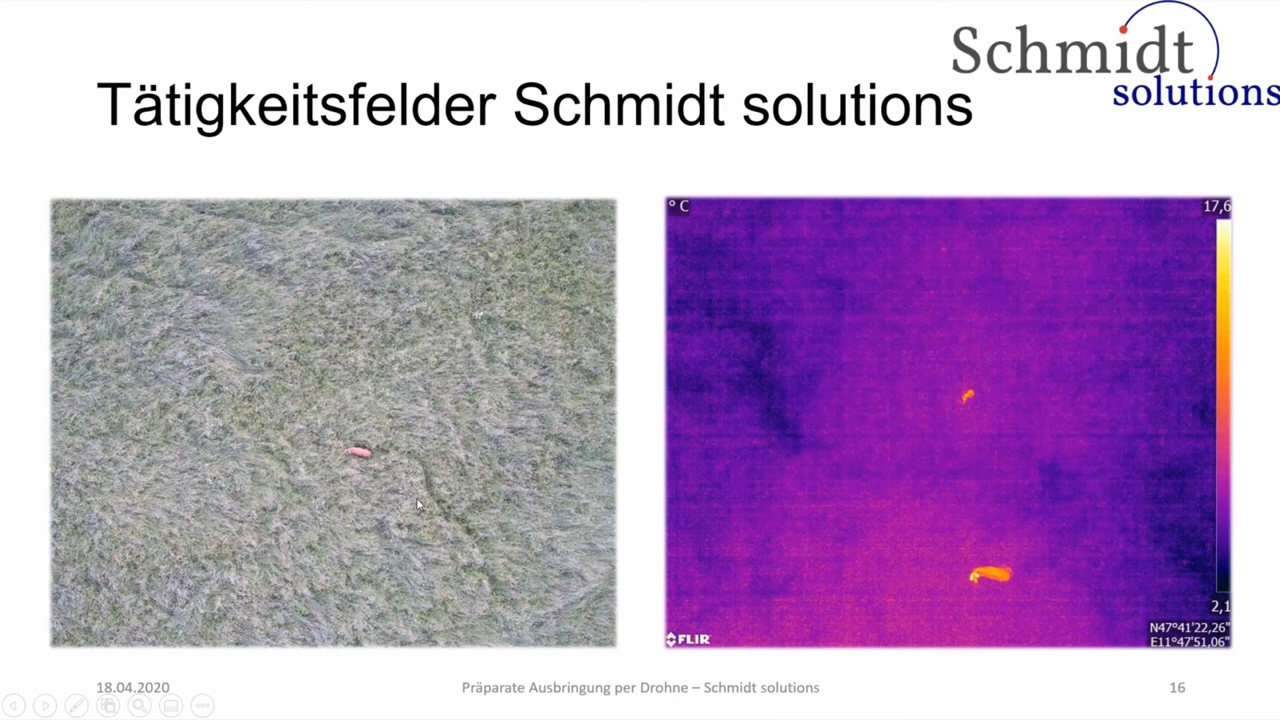 Schmidt
solutions
Tätigkeitsfelder Schmidt solutions
° C
17,6
2,1
N47°41'22,26"
E11°47'51,06"
FLIR
18.04.2020
Präparate Ausbringung per Drohne – Schmidt solutions
16